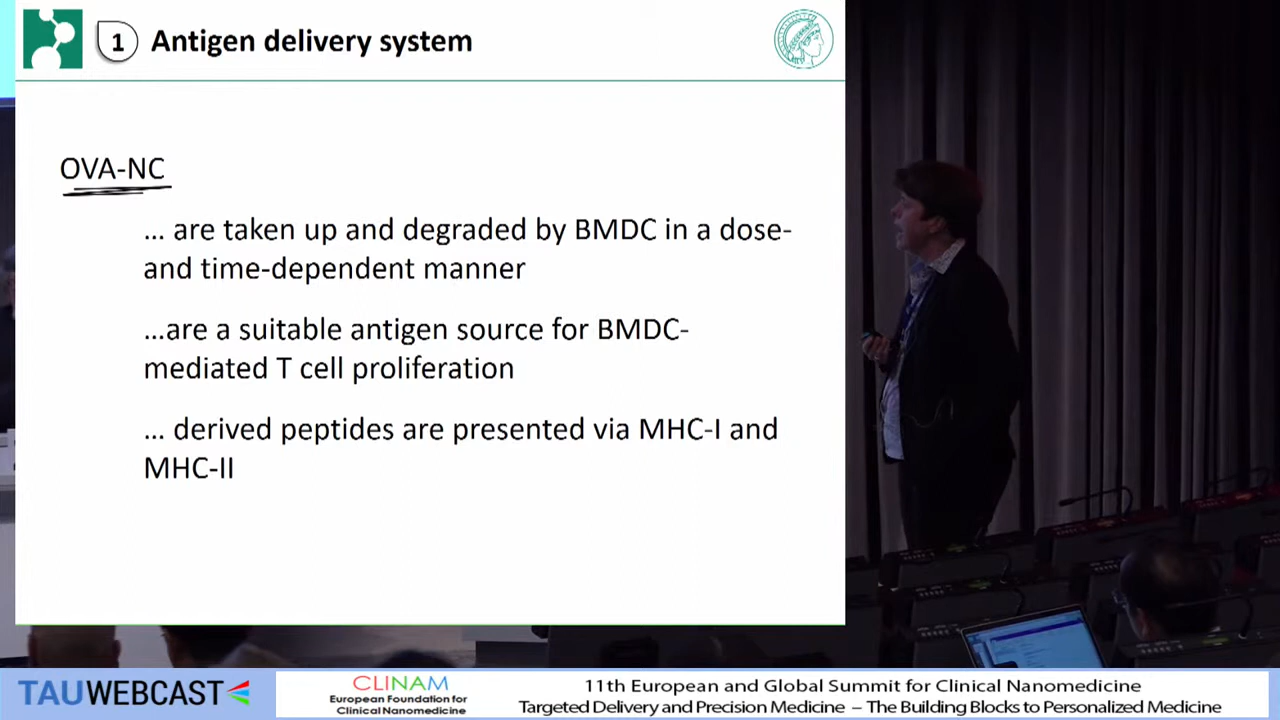 1 Antigen delivery system
OVA-NC
... are taken up and degraded by BMDC in a dose-
and time-dependent manner
...are a suitable antigen source for BMDC-
mediated T cell proliferation
... derived peptides are presented via MHC-I and
MHC-II
TAUWEBCAST
CLINAM
European Foundation for
Clinical Nanomedicine
11th European and Global Summit for Clinical Nanomedicine
Targeted Delivery and Precision Medicine – The Building Blocks to Personalized Medicine